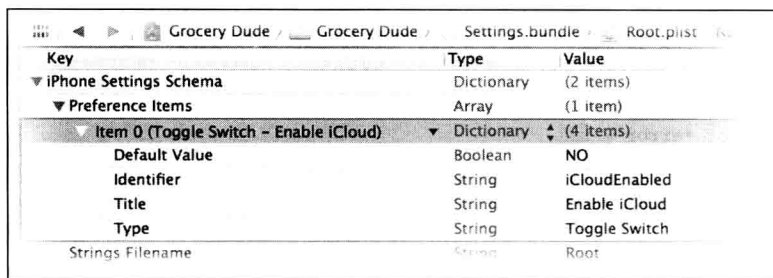 Grocery Dude Grocery Dude Settings.bundle Root.plist
Key Type Value
iPhone Settings Schema Dictionary (2 items)
Preference Items Array (1 item)
Item 0 (Toggle Switch – Enable iCloud) Dictionary (4 items)
Default Value Boolean NO
Identifier String iCloudEnabled
Title String Enable iCloud
Type String Toggle Switch
Strings Filename String Root